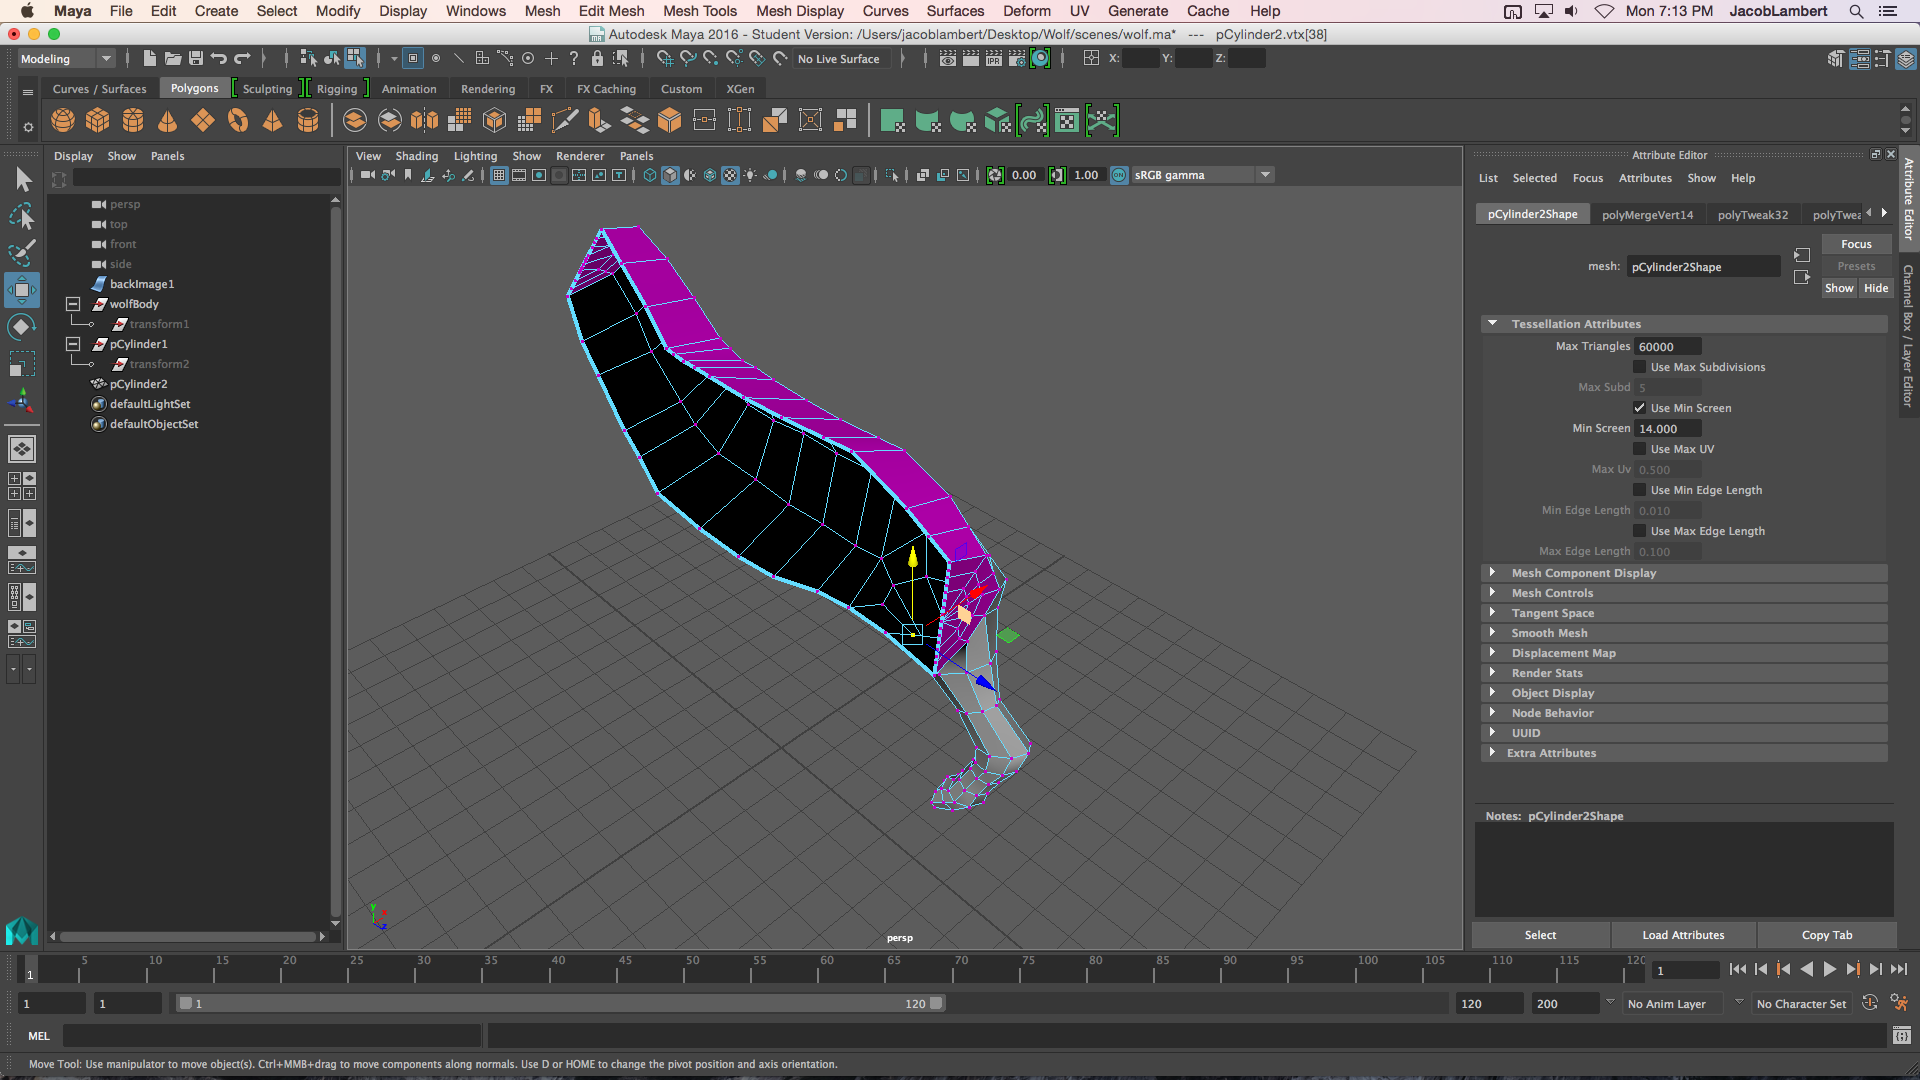 Maya File Edit Create Select Modify Display Windows Mesh Edit Mesh Mesh Tools Mesh Display Curves Surfaces Deform UV Generate Cache Help Mon 7:13 PM JacobLambert
Autodesk Maya 2016 - Student Version: /Users/jacoblambert/Desktop/Wolf/scenes/wolf.ma* --- pCylinder2.vtx[38]
Modeling No Live Surface IPR X: Y: Z:
Curves / Surfaces Polygons Sculpting Rigging Animation Rendering FX FX Caching Custom XGen
Display Show Panels
View Shading Lighting Show Renderer Panels
0.00 1.00 ON sRGB gamma
persp
top
front
side
backImage1
wolfBody
transform1
pCylinder1
transform2
pCylinder2
defaultLightSet
defaultObjectSet
y
x
z
persp
Attribute Editor
List Selected Focus Attributes Show Help
pCylinder2Shape polyMergeVert14 polyTweak32 polyTwea
Focus
mesh: pCylinder2Shape Presets
Show Hide
Tessellation Attributes
Max Triangles 60000
Use Max Subdivisions
Max Subd 5
Use Min Screen
Min Screen 14.000
Use Max UV
Max Uv 0.500
Use Min Edge Length
Min Edge Length 0.010
Use Max Edge Length
Max Edge Length 0.100
Mesh Component Display
Mesh Controls
Tangent Space
Smooth Mesh
Displacement Map
Render Stats
Object Display
Node Behavior
UUID
Extra Attributes
Notes: pCylinder2Shape
Select Load Attributes Copy Tab
Attribute Editor
Channel Box / Layer Editor
5 10 15 20 25 30 35 40 45 50 55 60 65 70 75 80 85 90 95 100 105 110 115 120
1 1
1 1 1 120 120 200 No Anim Layer No Character Set
MEL
Move Tool: Use manipulator to move object(s). Ctrl+MMB+drag to move components along normals. Use D or HOME to change the pivot position and axis orientation.